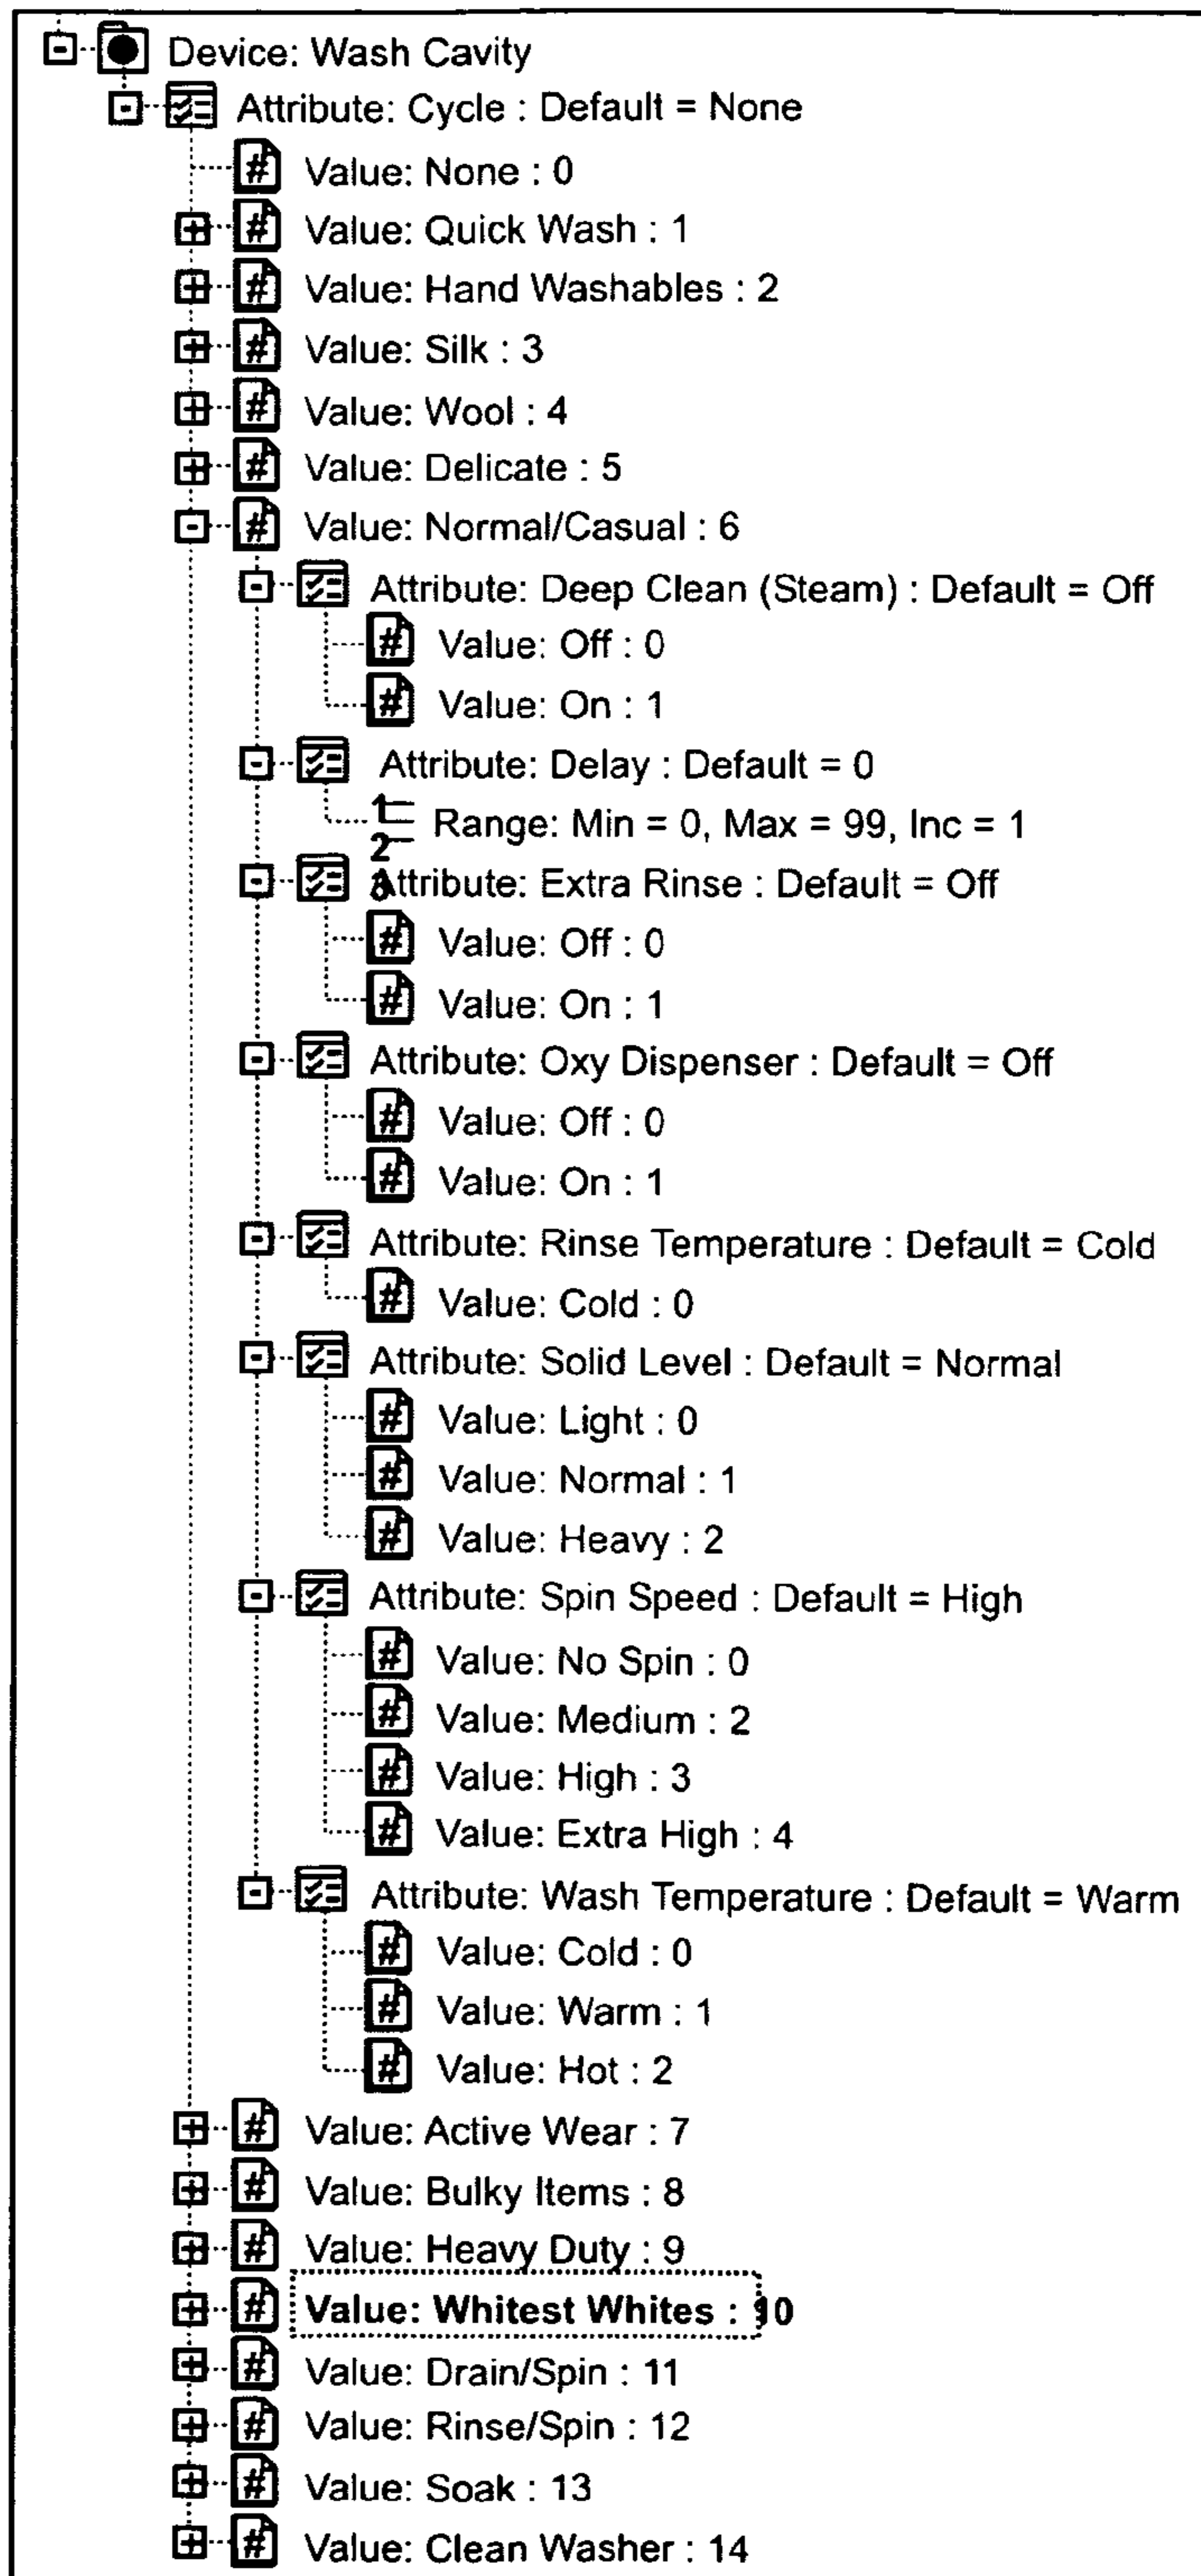 Device: Wash Cavity
Attribute: Cycle : Default = None
# Value: None : 0
# Value: Quick Wash : 1
# Value: Hand Washables : 2
# Value: Silk : 3
# Value: Wool : 4
# Value: Delicate : 5
# Value: Normal/Casual : 6
Attribute: Deep Clean (Steam) : Default = Off
# Value: Off : 0
# Value: On : 1
Attribute: Delay : Default = 0
1 2 3 Range: Min = 0, Max = 99, Inc = 1
Attribute: Extra Rinse : Default = Off
# Value: Off : 0
# Value: On : 1
Attribute: Oxy Dispenser : Default = Off
# Value: Off : 0
# Value: On : 1
Attribute: Rinse Temperature : Default = Cold
# Value: Cold : 0
Attribute: Solid Level : Default = Normal
# Value: Light : 0
# Value: Normal : 1
# Value: Heavy : 2
Attribute: Spin Speed : Default = High
# Value: No Spin : 0
# Value: Medium : 2
# Value: High : 3
# Value: Extra High : 4
Attribute: Wash Temperature : Default = Warm
# Value: Cold : 0
# Value: Warm : 1
# Value: Hot : 2
# Value: Active Wear : 7
# Value: Bulky Items : 8
# Value: Heavy Duty : 9
# Value: Whitest Whites : 10
# Value: Drain/Spin : 11
# Value: Rinse/Spin : 12
# Value: Soak : 13
# Value: Clean Washer : 14